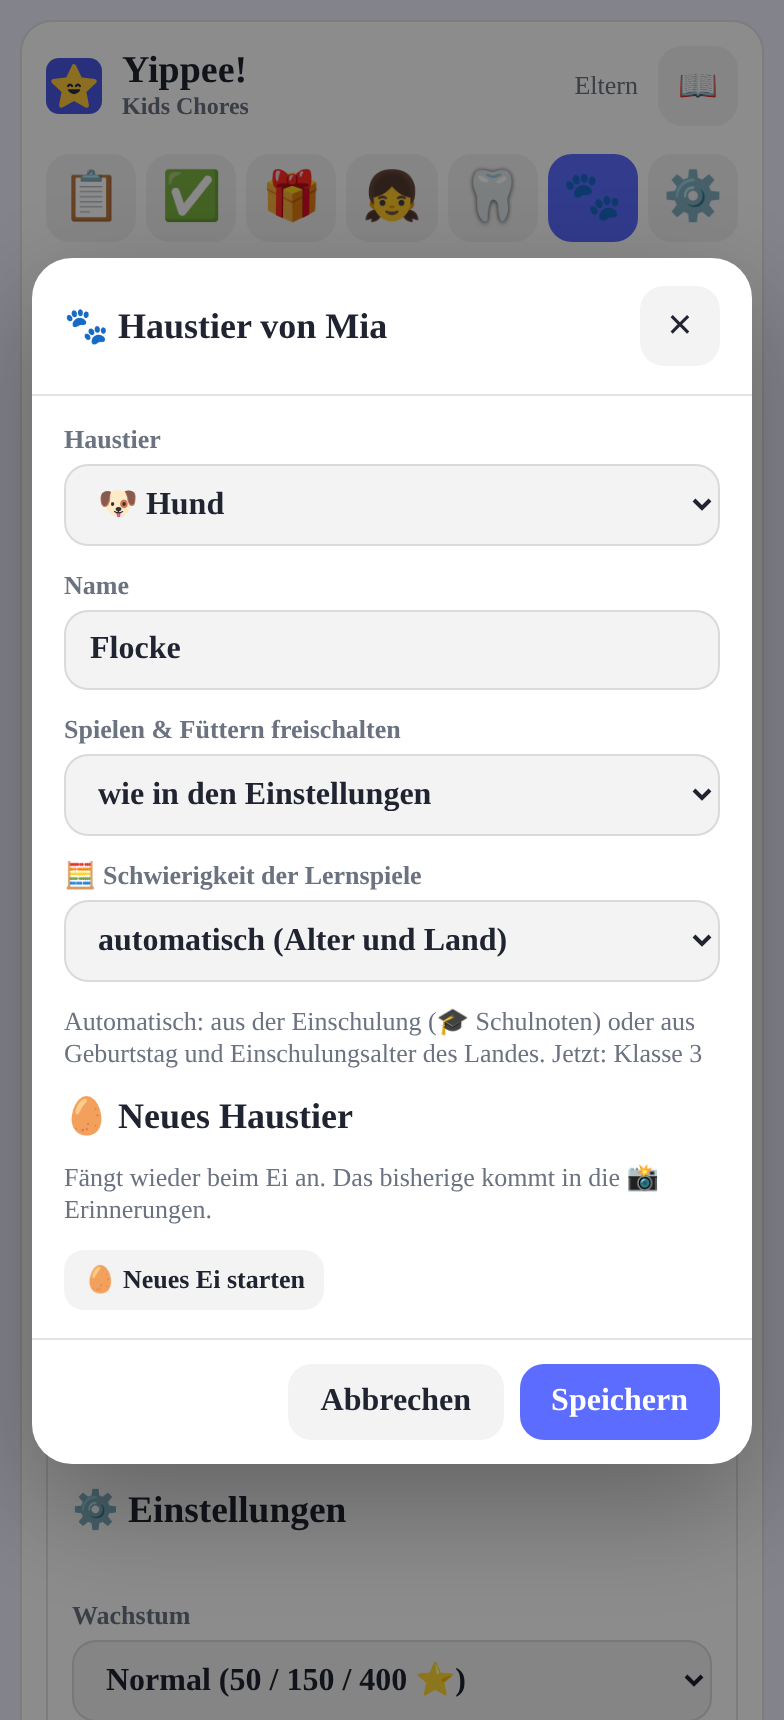 Yippee!
Kids Chores
Eltern
Haustier von Mia
Haustier
Hund
Name
Flocke
Spielen & Füttern freischalten
wie in den Einstellungen
Schwierigkeit der Lernspiele
automatisch (Alter und Land)
Automatisch: aus der Einschulung (🎓 Schulnoten) oder aus
Geburtstag und Einschulungsalter des Landes. Jetzt: Klasse 3
Neues Haustier
Fängt wieder beim Ei an. Das bisherige kommt in die 📸
Erinnerungen.
Neues Ei starten
Abbrechen
Speichern
Einstellungen
Wachstum
Normal (50 / 150 / 400 ⭐)